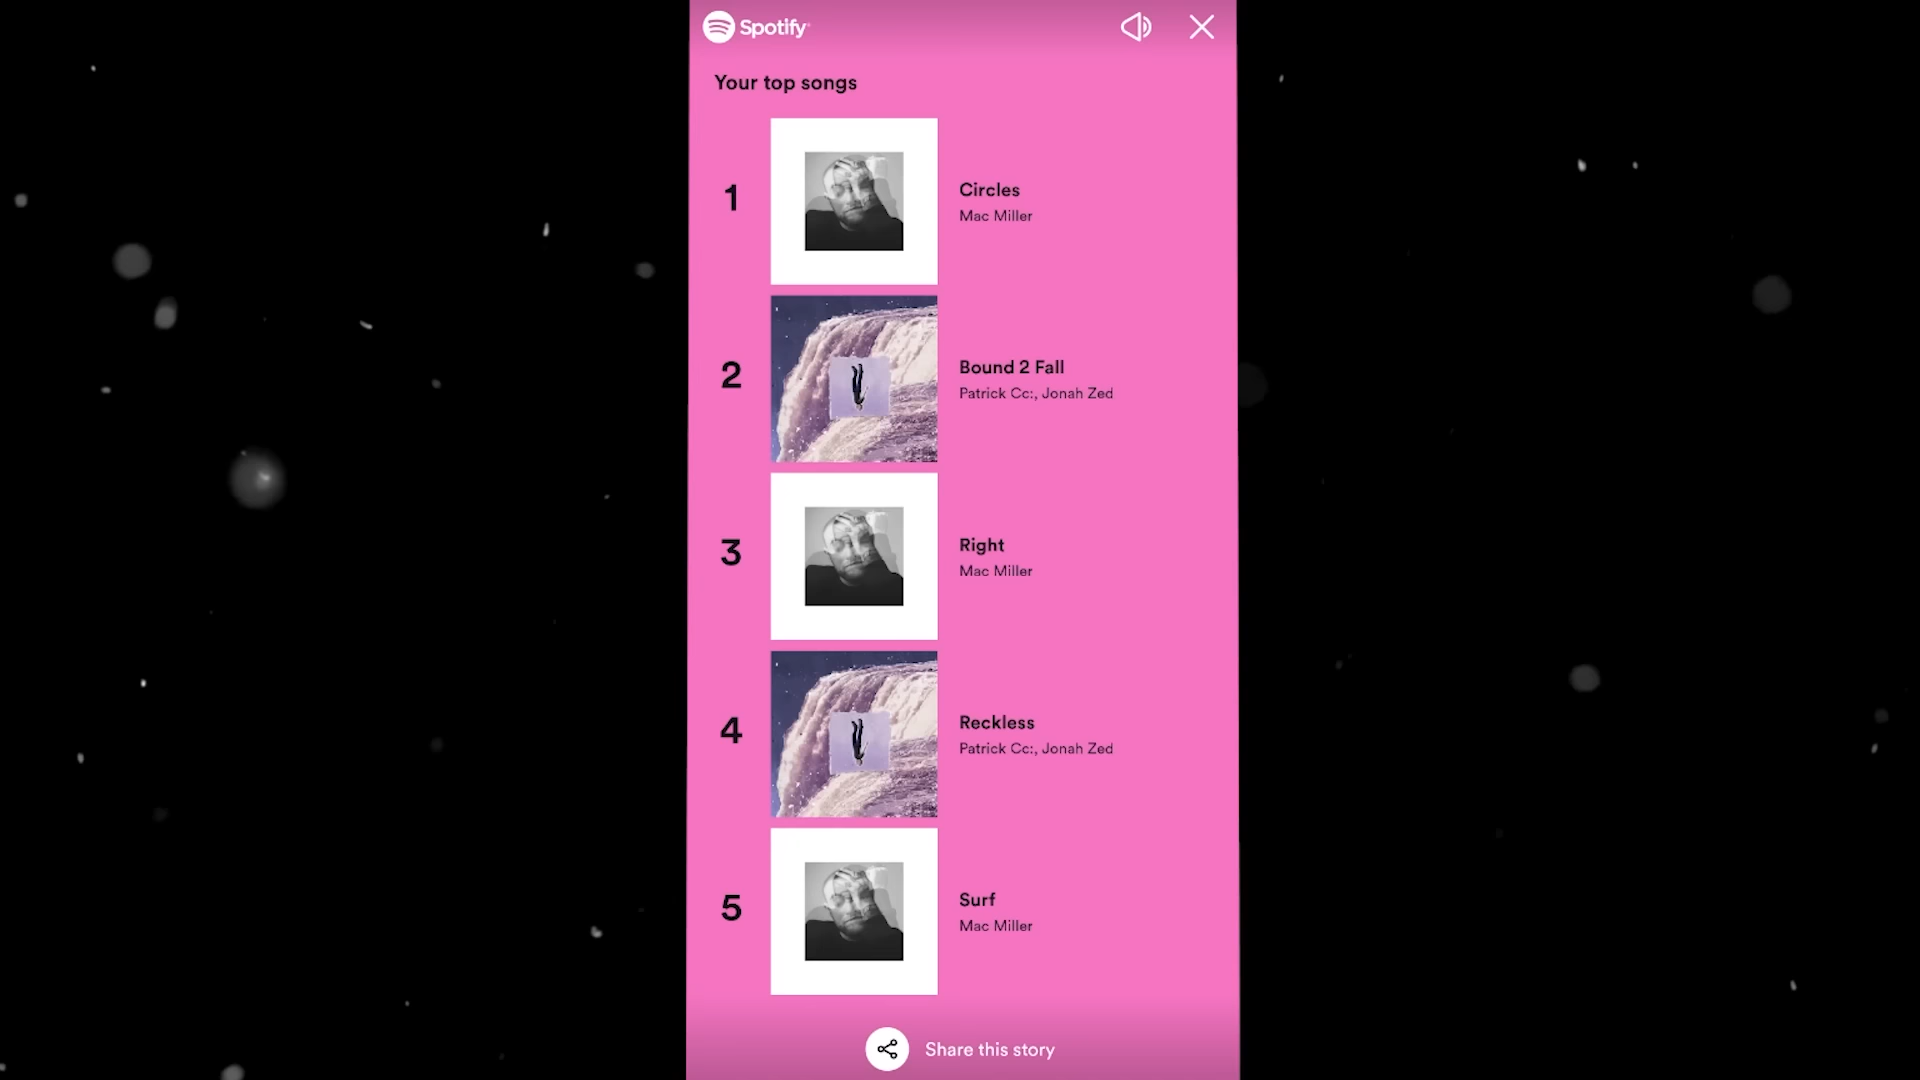 Spotify
Your top songs
1
Circles
Mac Miller
2
Bound 2 Fall
Patrick Cc:, Jonah Zed
3
Right
Mac Miller
4
Reckless
Patrick Cc:, Jonah Zed
5
Surf
Mac Miller
Share this story